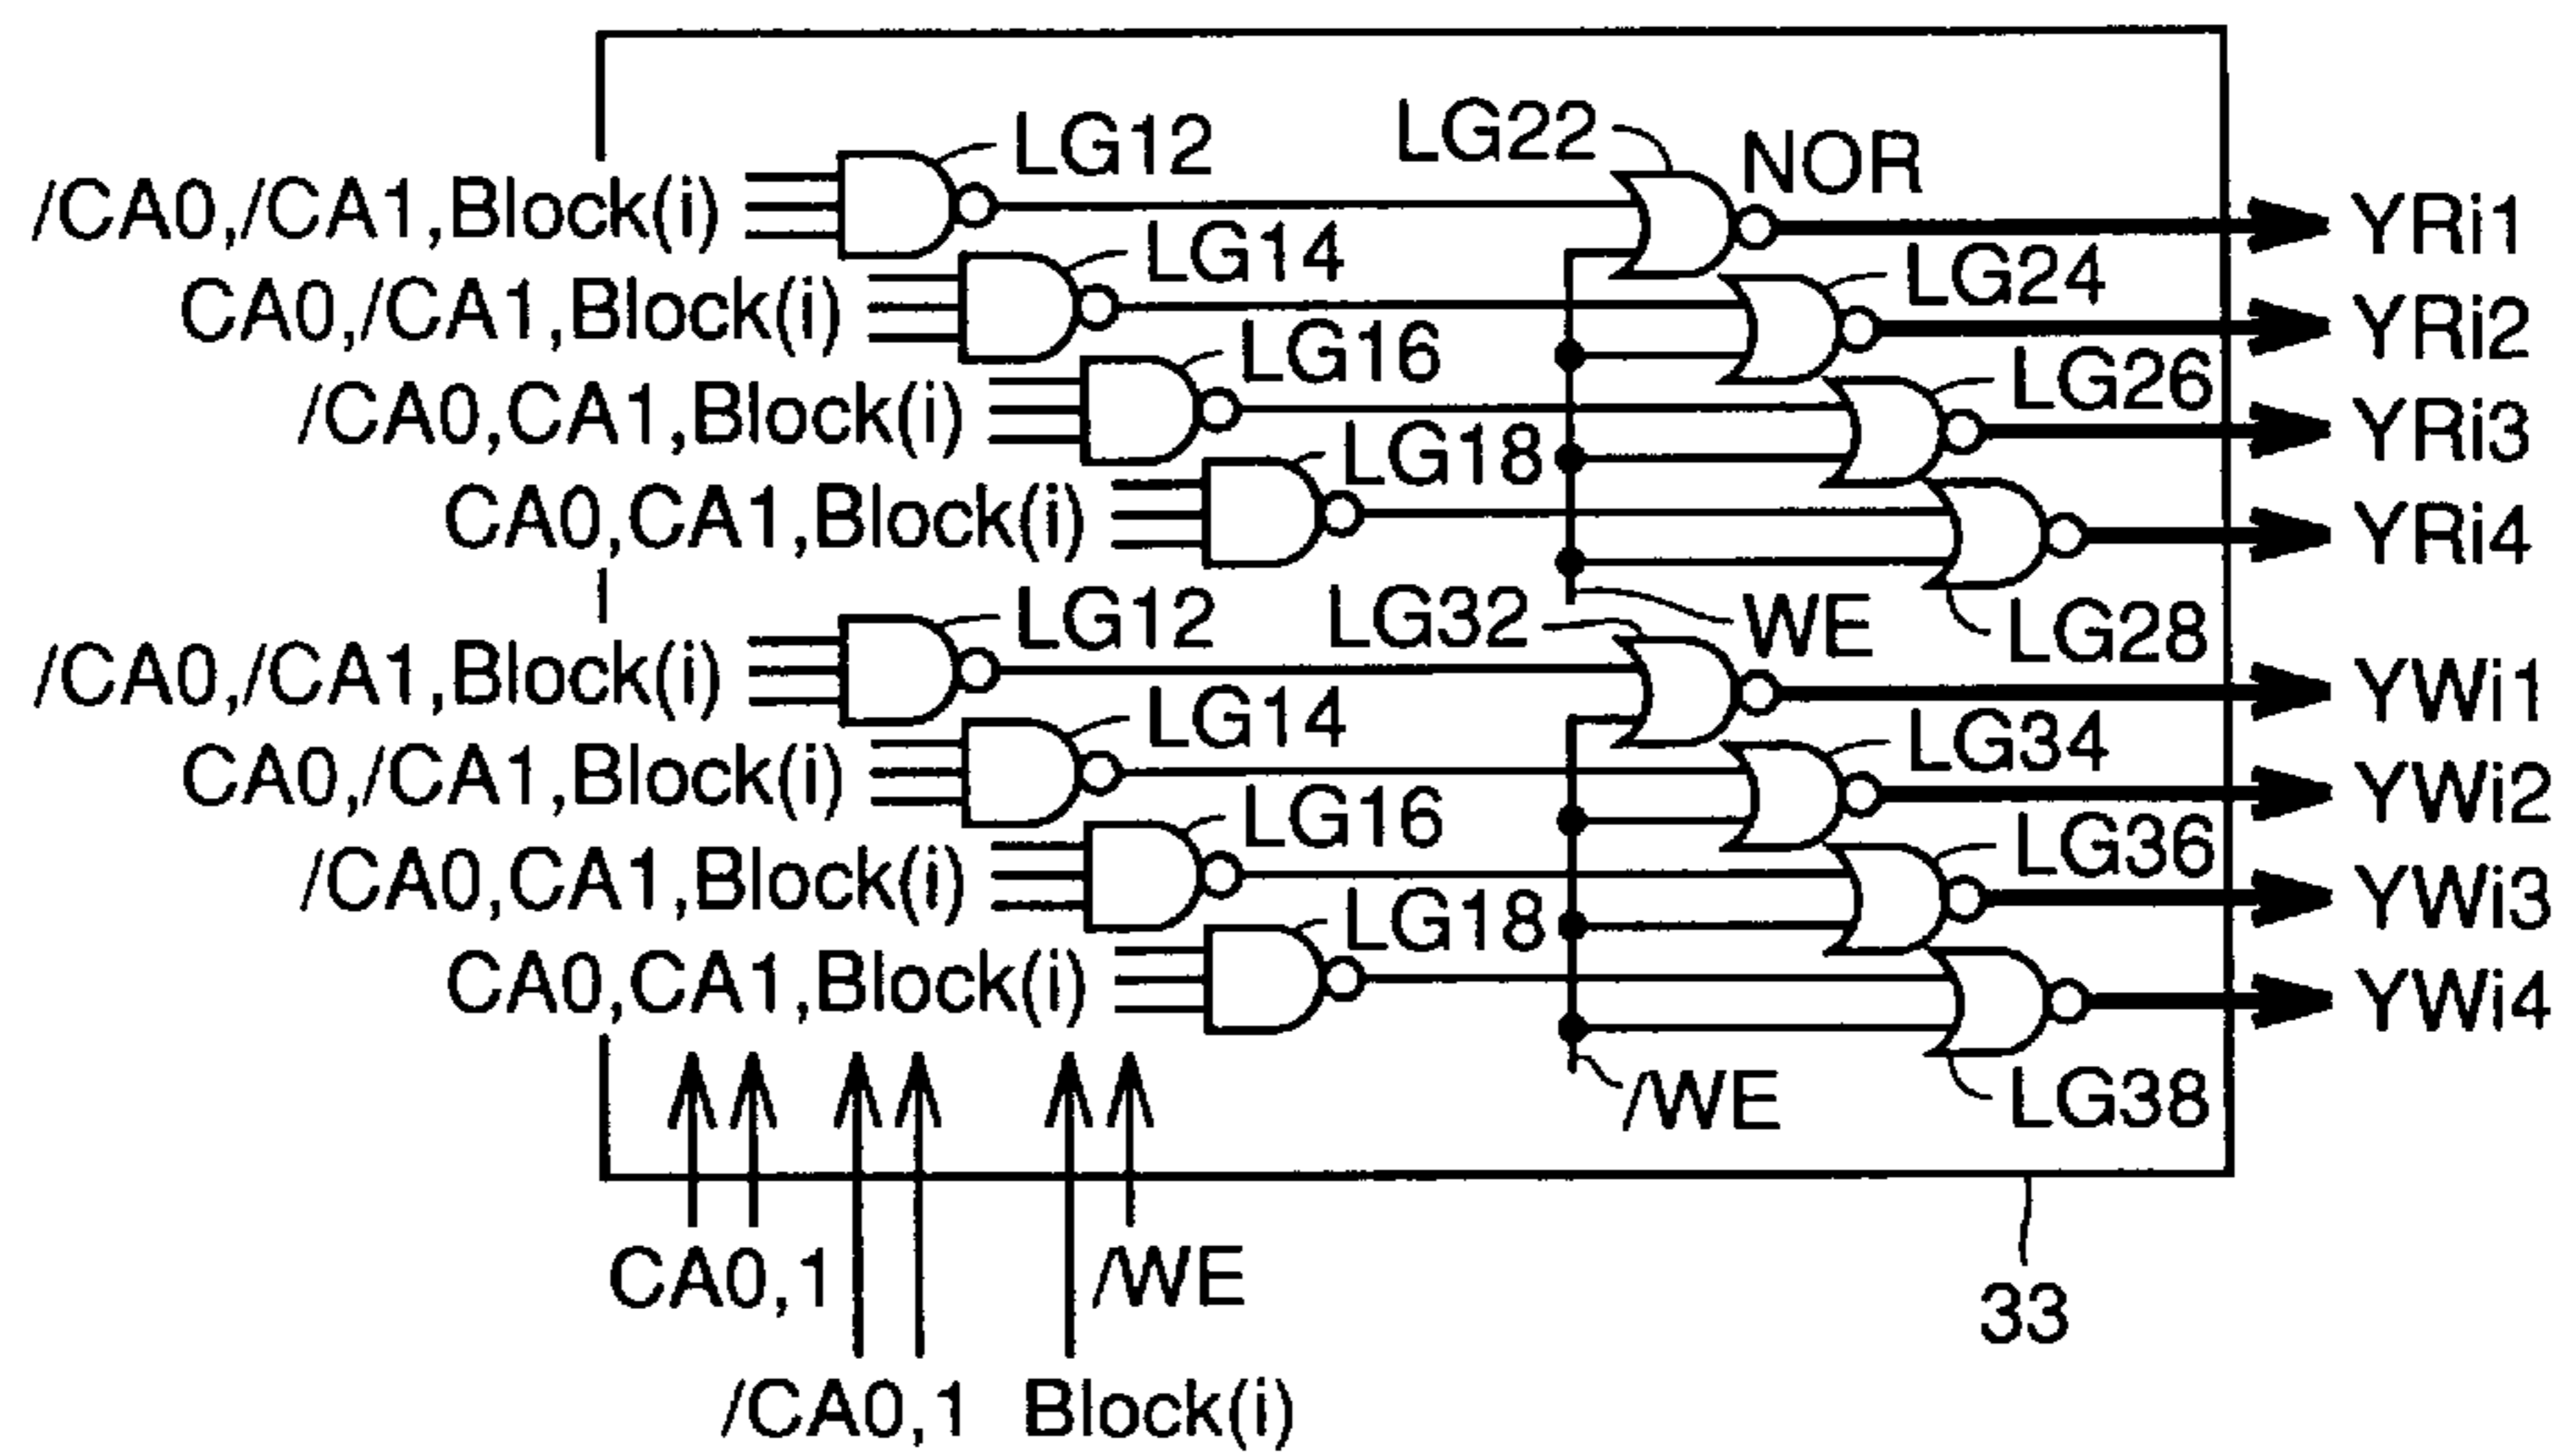 LG12
LG22
NOR
/CA0,/CA1,Block(i)
YRi1
LG14
LG24
CA0,/CA1,Block(i)
YRi2
LG16
LG26
/CA0,CA1,Block(i)
YRi3
LG18
CA0,CA1,Block(i)
YRi4
LG12
LG32
WE
LG28
/CA0,/CA1,Block(i)
YWi1
LG14
LG34
CA0,/CA1,Block(i)
YWi2
LG16
LG36
/CA0,CA1,Block(i)
YWi3
LG18
CA0,CA1,Block(i)
YWi4
/WE
LG38
CA0,1
/WE
33
/CA0,1 Block(i)